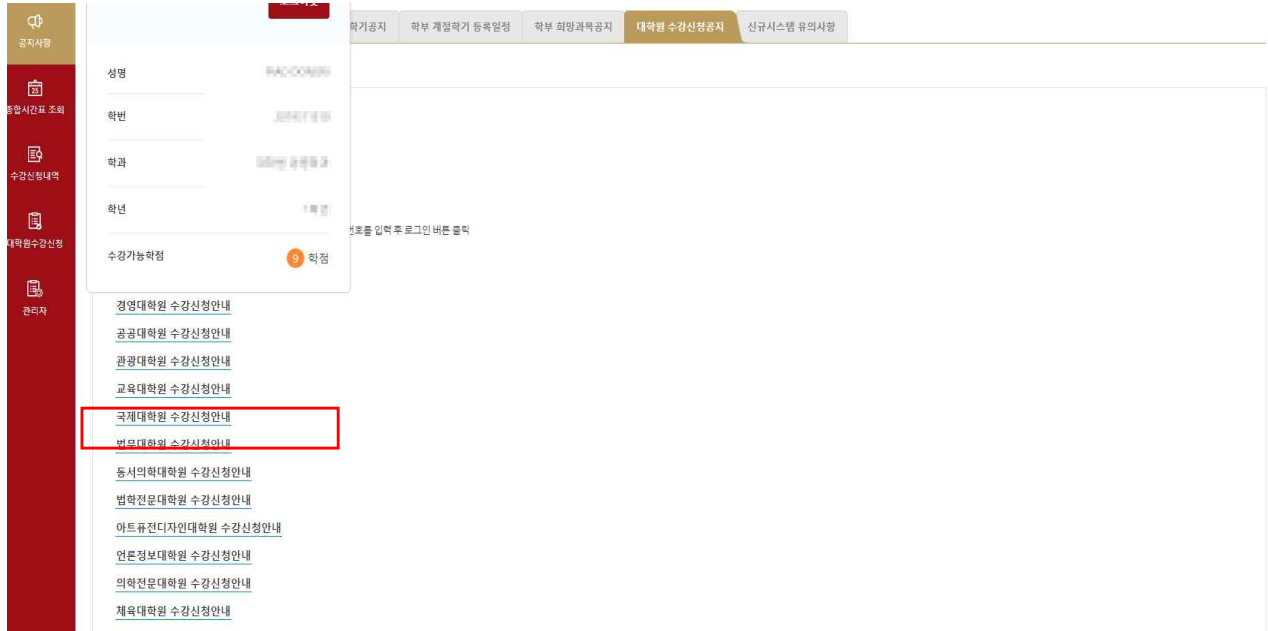 공지사항
종합시간표 조회
수강신청내역
대학원수강신청
관리자
로그아웃
학기공지
학부 계절학기 등록일정
학부 희망과목공지
대학원 수강신청공지
신규시스템 유의사항
성명
학번
학과
학년
수강가능학점 9 학점
번호를 입력 후 로그인 버튼 클릭
경영대학원 수강신청안내
공공대학원 수강신청안내
관광대학원 수강신청안내
교육대학원 수강신청안내
국제대학원 수강신청안내
법무대학원 수강신청안내
동서의학대학원 수강신청안내
법학전문대학원 수강신청안내
아트퓨전디자인대학원 수강신청안내
언론정보대학원 수강신청안내
의학전문대학원 수강신청안내
체육대학원 수강신청안내